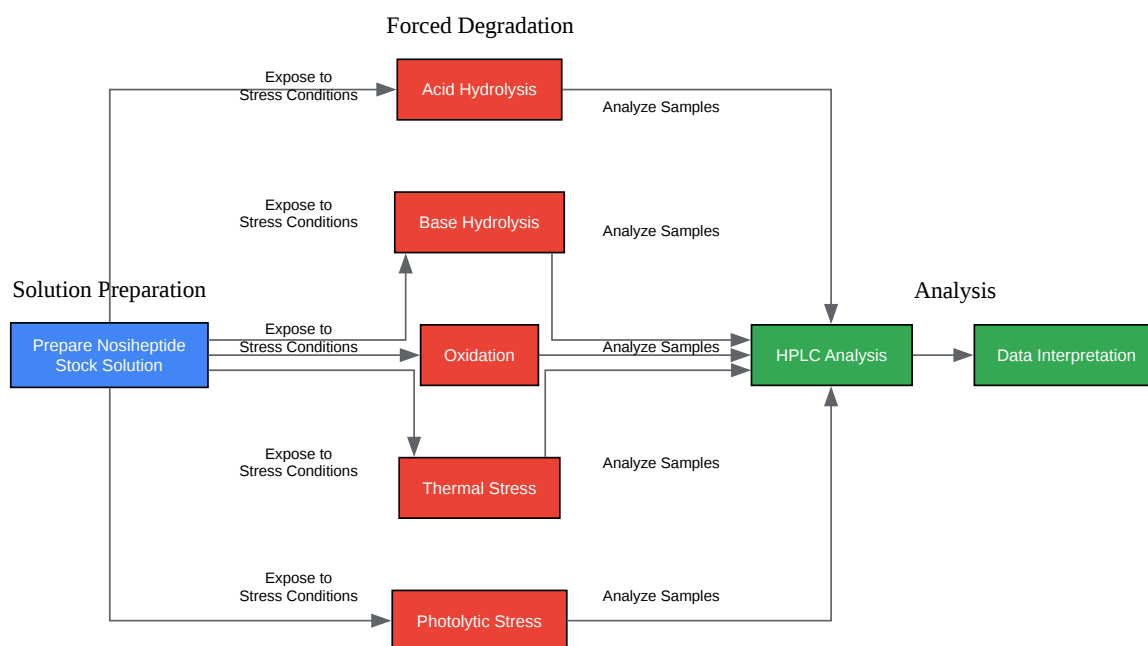 Forced Degradation
Expose to
Stress Conditions
Acid Hydrolysis
Analyze Samples
Expose to
Stress Conditions
Base Hydrolysis
Analyze Samples
Solution Preparation
Analysis
Prepare Nosiheptide
Stock Solution
Expose to
Stress Conditions
Oxidation
Analyze Samples
HPLC Analysis
Data Interpretation
Expose to
Stress Conditions
Thermal Stress
Analyze Samples
Expose to
Stress Conditions
Photolytic Stress
Analyze Samples